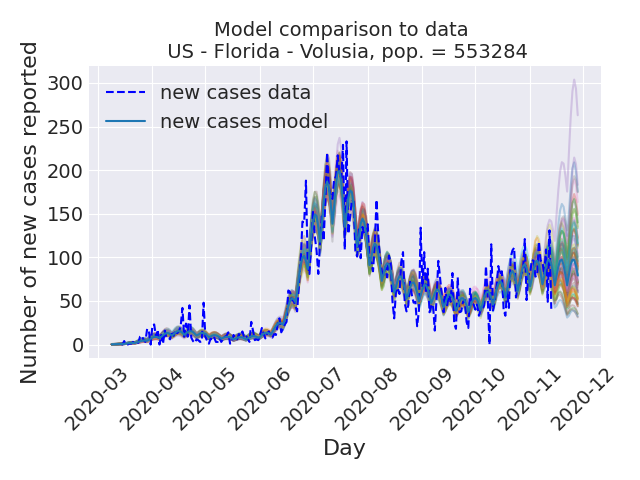 Model comparison to data
US - Florida - Volusia, pop. = 553284
Number of new cases reported
300
250
200
150
100
50
0
new cases data
new cases model
2020-03
2020-04
2020-05
2020-06
2020-07
2020-08
2020-09
2020-10
2020-11
2020-12
Day